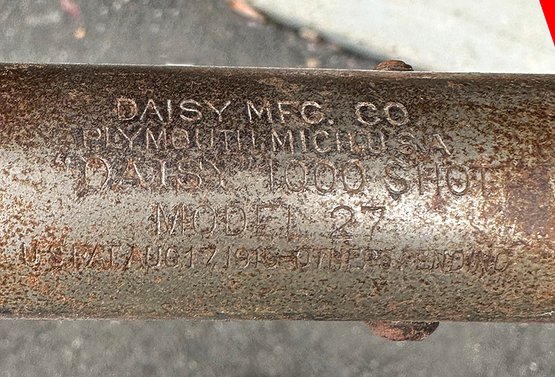 DAISY MFG. CO
PLYMOUTH. MICH. U.S.A
"DAISY" 1000 SHOT
MODEL 27
U.S. PAT. AUG 17 1915 OTHERS PENDING